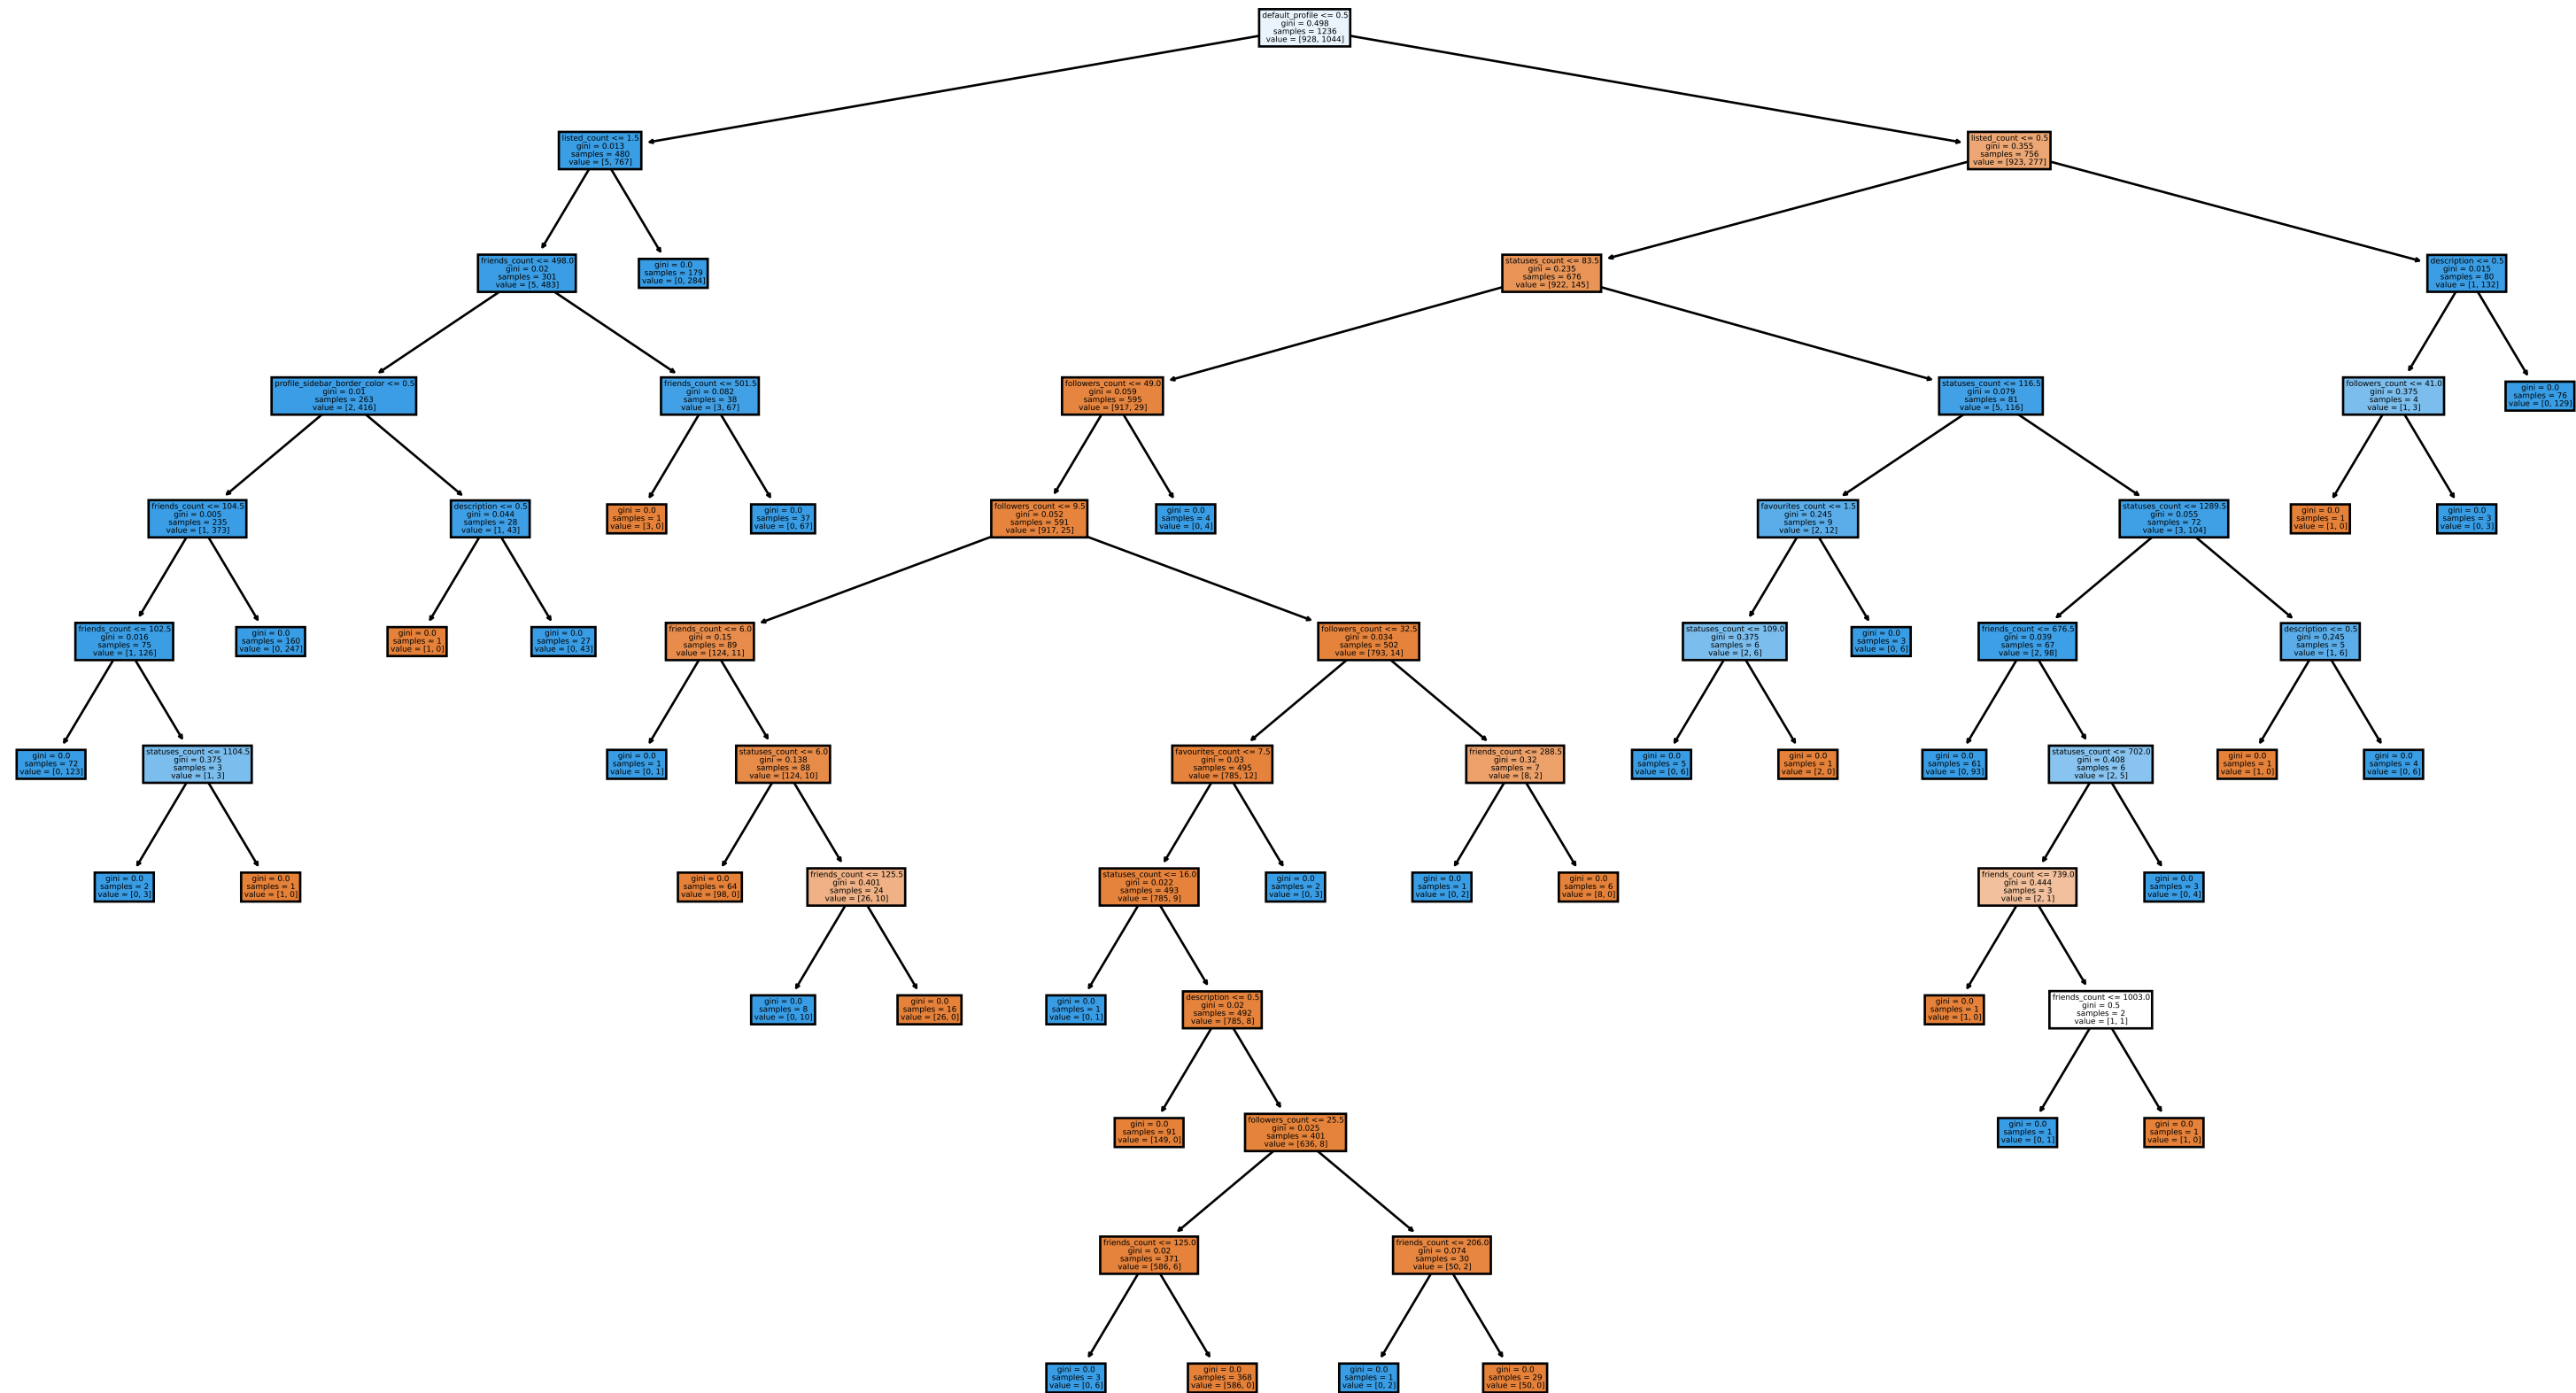 default_profile <= 0.5
gini = 0.498
samples = 1236
value = [928, 1044]
listed_count <= 1.5
gini = 0.013
samples = 480
value = [5, 767]
listed_count <= 0.5
gini = 0.355
samples = 756
value = [923, 277]
friends_count <= 498.0
gini = 0.02
samples = 301
value = [5, 483]
gini = 0.0
samples = 179
value = [0, 284]
statuses_count <= 83.5
gini = 0.235
samples = 676
value = [922, 145]
description <= 0.5
gini = 0.015
samples = 80
value = [1, 132]
profile_sidebar_border_color <= 0.5
gini = 0.01
samples = 263
value = [2, 416]
friends_count <= 501.5
gini = 0.082
samples = 38
value = [3, 67]
followers_count <= 49.0
gini = 0.059
samples = 595
value = [917, 29]
statuses_count <= 116.5
gini = 0.079
samples = 81
value = [5, 116]
followers_count <= 41.0
gini = 0.375
samples = 4
value = [1, 3]
gini = 0.0
samples = 76
value = [0, 129]
friends_count <= 104.5
gini = 0.005
samples = 235
value = [1, 373]
description <= 0.5
gini = 0.044
samples = 28
value = [1, 43]
gini = 0.0
samples = 1
value = [3, 0]
gini = 0.0
samples = 37
value = [0, 67]
followers_count <= 9.5
gini = 0.052
samples = 591
value = [917, 25]
gini = 0.0
samples = 4
value = [0, 4]
favourites_count <= 1.5
gini = 0.245
samples = 9
value = [2, 12]
statuses_count <= 1289.5
gini = 0.055
samples = 72
value = [3, 104]
gini = 0.0
samples = 1
value = [1, 0]
gini = 0.0
samples = 3
value = [0, 3]
friends_count <= 102.5
gini = 0.016
samples = 75
value = [1, 126]
gini = 0.0
samples = 160
value = [0, 247]
gini = 0.0
samples = 1
value = [1, 0]
gini = 0.0
samples = 27
value = [0, 43]
friends_count <= 6.0
gini = 0.15
samples = 89
value = [124, 11]
followers_count <= 32.5
gini = 0.034
samples = 502
value = [793, 14]
statuses_count <= 109.0
gini = 0.375
samples = 6
value = [2, 6]
gini = 0.0
samples = 3
value = [0, 6]
friends_count <= 676.5
gini = 0.039
samples = 67
value = [2, 98]
description <= 0.5
gini = 0.245
samples = 5
value = [1, 6]
gini = 0.0
samples = 72
value = [0, 123]
statuses_count <= 1104.5
gini = 0.375
samples = 3
value = [1, 3]
gini = 0.0
samples = 1
value = [0, 1]
statuses_count <= 6.0
gini = 0.138
samples = 88
value = [124, 10]
favourites_count <= 7.5
gini = 0.03
samples = 495
value = [785, 12]
friends_count <= 288.5
gini = 0.32
samples = 7
value = [8, 2]
gini = 0.0
samples = 5
value = [0, 6]
gini = 0.0
samples = 1
value = [2, 0]
gini = 0.0
samples = 61
value = [0, 93]
statuses_count <= 702.0
gini = 0.408
samples = 6
value = [2, 5]
gini = 0.0
samples = 1
value = [1, 0]
gini = 0.0
samples = 4
value = [0, 6]
gini = 0.0
samples = 2
value = [0, 3]
gini = 0.0
samples = 1
value = [1, 0]
gini = 0.0
samples = 64
value = [98, 0]
friends_count <= 125.5
gini = 0.401
samples = 24
value = [26, 10]
statuses_count <= 16.0
gini = 0.022
samples = 493
value = [785, 9]
gini = 0.0
samples = 2
value = [0, 3]
gini = 0.0
samples = 1
value = [0, 2]
gini = 0.0
samples = 6
value = [8, 0]
friends_count <= 739.0
gini = 0.444
samples = 3
value = [2, 1]
gini = 0.0
samples = 3
value = [0, 4]
gini = 0.0
samples = 8
value = [0, 10]
gini = 0.0
samples = 16
value = [26, 0]
gini = 0.0
samples = 1
value = [0, 1]
description <= 0.5
gini = 0.02
samples = 492
value = [785, 8]
gini = 0.0
samples = 1
value = [1, 0]
friends_count <= 1003.0
gini = 0.5
samples = 2
value = [1, 1]
gini = 0.0
samples = 91
value = [149, 0]
followers_count <= 25.5
gini = 0.025
samples = 401
value = [636, 8]
gini = 0.0
samples = 1
value = [0, 1]
gini = 0.0
samples = 1
value = [1, 0]
friends_count <= 125.0
gini = 0.02
samples = 371
value = [586, 6]
friends_count <= 206.0
gini = 0.074
samples = 30
value = [50, 2]
gini = 0.0
samples = 3
value = [0, 6]
gini = 0.0
samples = 368
value = [586, 0]
gini = 0.0
samples = 1
value = [0, 2]
gini = 0.0
samples = 29
value = [50, 0]